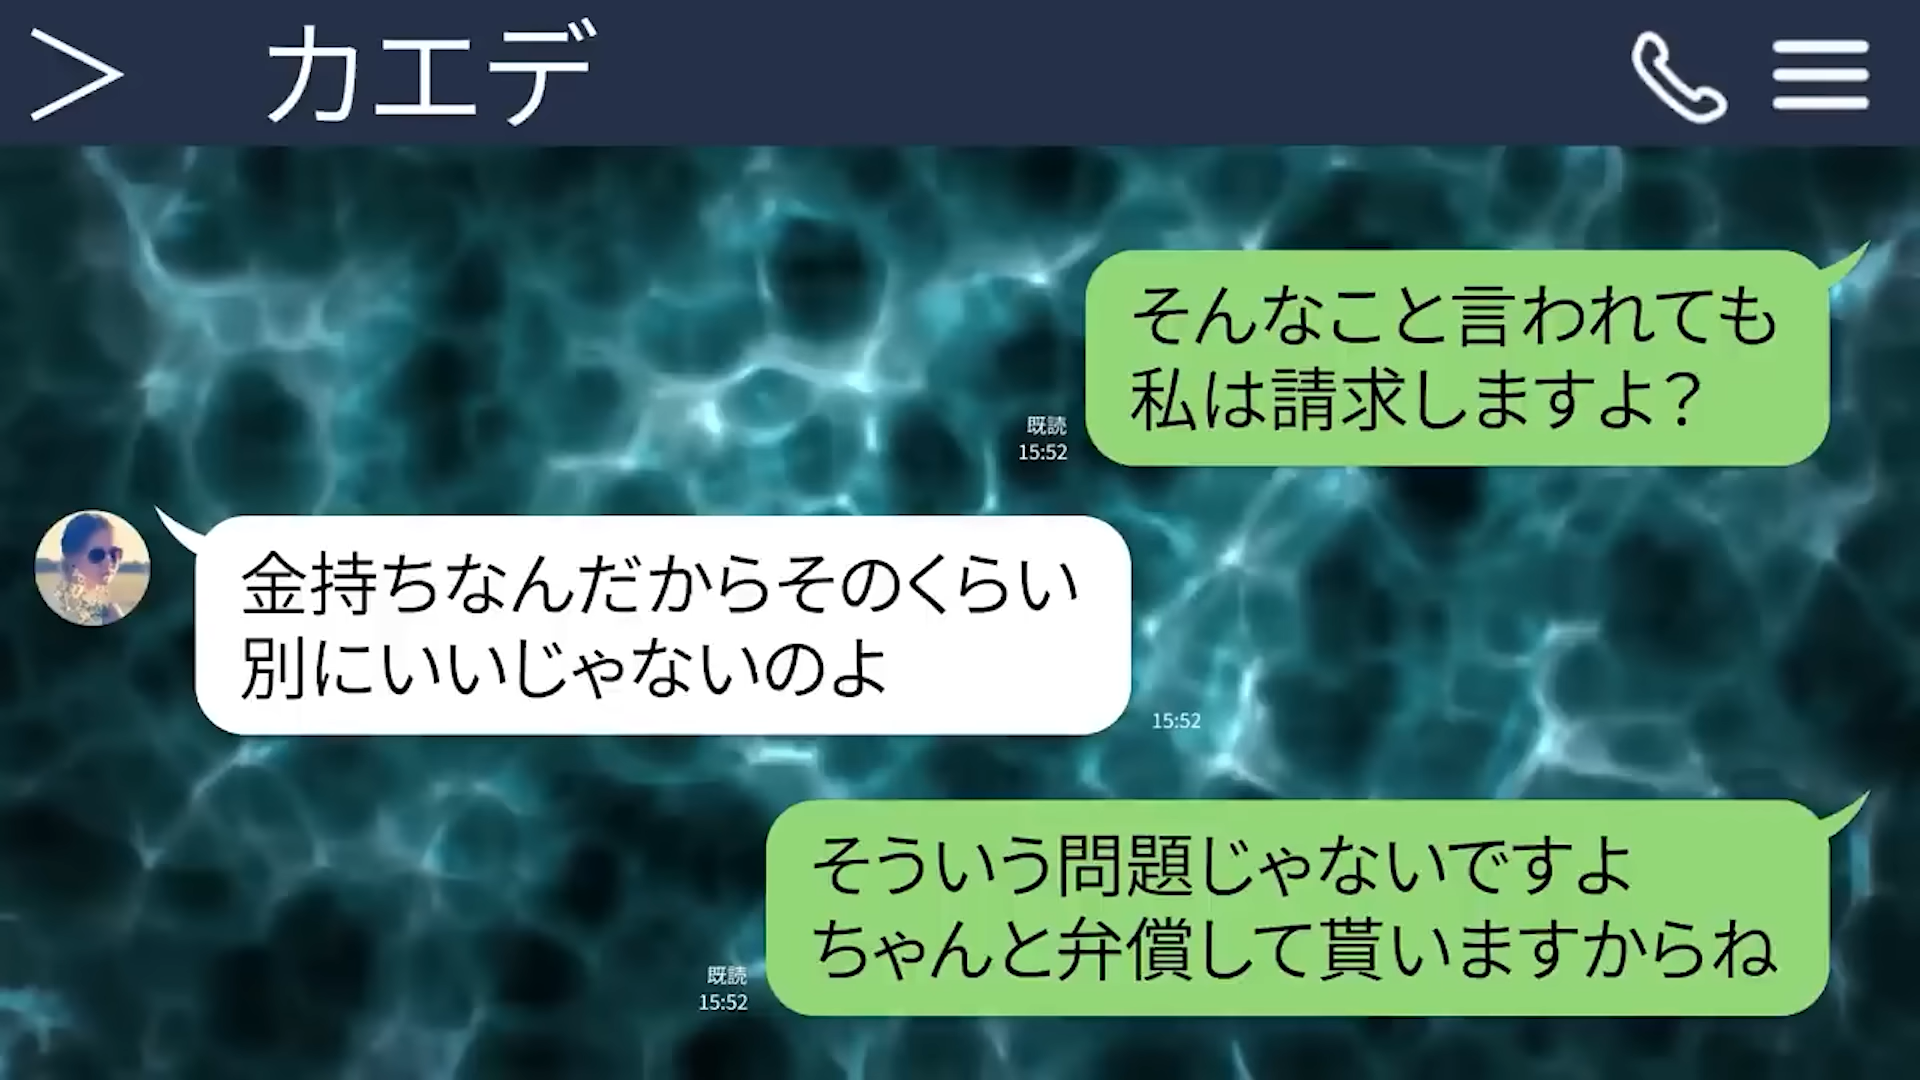 ＞ カエデ
そんなこと言われても
私は請求しますよ？
既読
15:52
金持ちなんだからそのくらい
別にいいじゃないのよ
15:52
そういう問題じゃないですよ
ちゃんと弁償して貰いますからね
既読
15:52